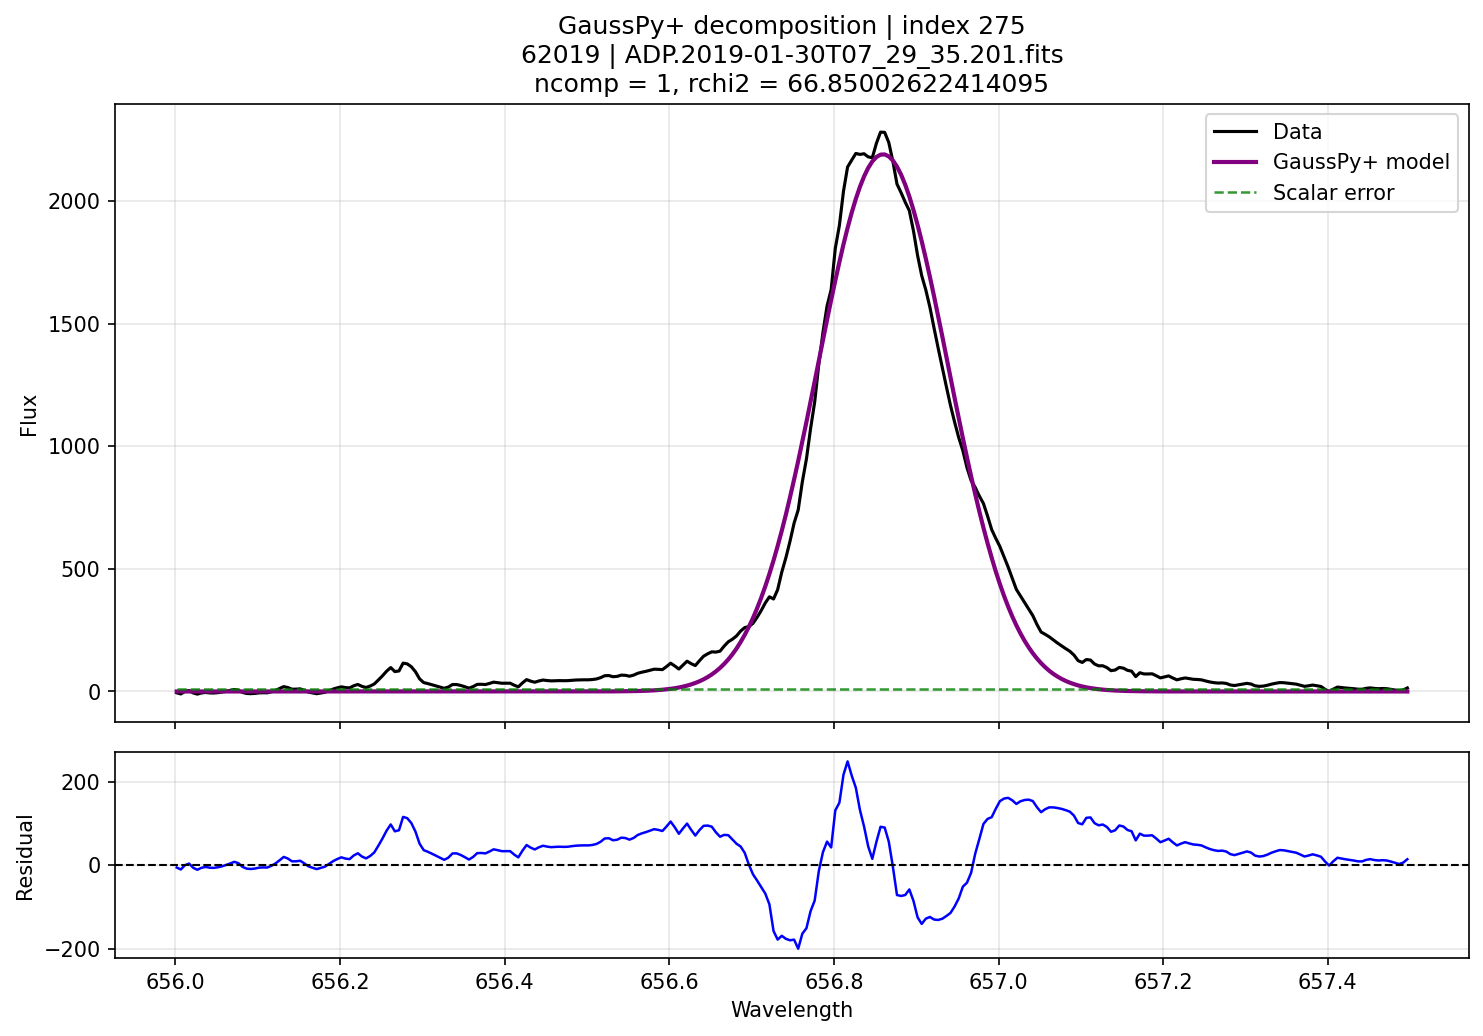 GaussPy+ decomposition | index 275
62019 | ADP.2019-01-30T07_29_35.201.fits
ncomp = 1, rchi2 = 66.85002622414095
Data
GaussPy+ model
Scalar error
Flux
2000
1500
1000
500
0
Residual
200
0
−200
656.0 656.2 656.4 656.6 656.8 657.0 657.2 657.4
Wavelength